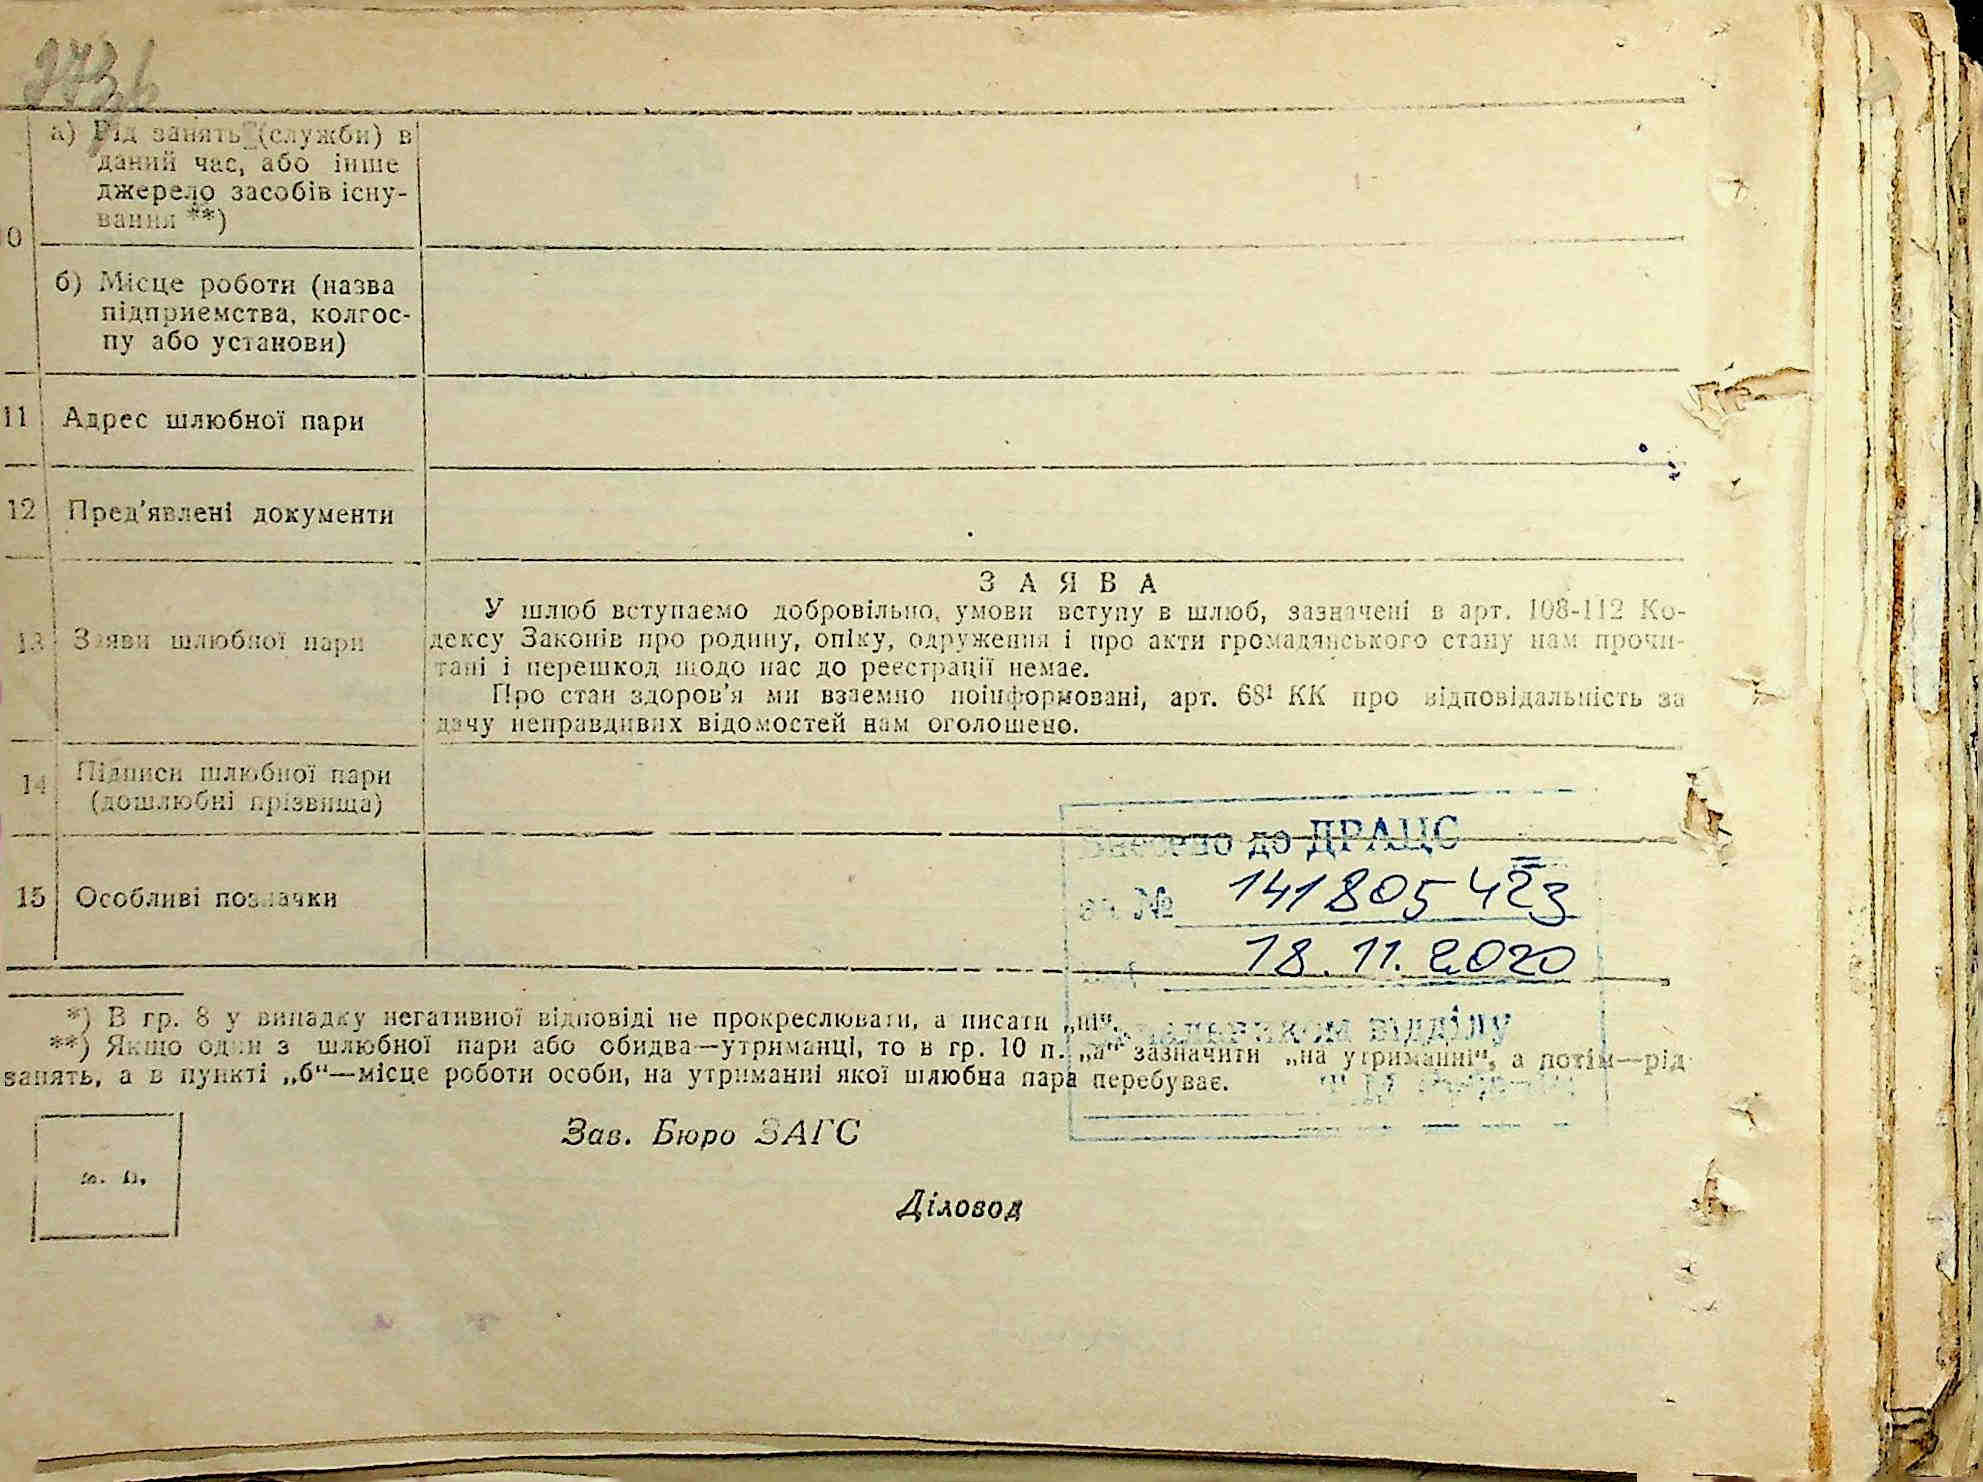 а) Рід занять (служби) в
даний час, або інше
джерело засобів існу-
вання **)
0
б) Місце роботи (назва
підприємства, колгос-
пу або установи)
11 Адрес шлюбної пари
12 Пред'явлені документи
ЗАЯВА
У шлюб вступаємо добровільно, умови вступу в шлюб, зазначені в арт. 108-112 Ко-
13 Заяви шлюбної пари
дексу Законів про родину, опіку, одруження і про акти громадянського стану нам прочи-
тані і перешкод щодо нас до реєстрації немає.
Про стан здоров'я ми взаємно поінформовані, арт. 68¹ КК про відповідальність за
дачу неправдивих відомостей нам оголошено.
14 Підписи шлюбної пари
(дошлюбні прізвища)
Внесено до ДРАЦС
за № 141805423
15 Особливі позначки
18.11.2020
*) В гр. 8 у випадку негативної відповіді не прокреслювати, а писати „ні“.
Начальником відділу
**) Якщо один з шлюбної пари або обидва—утриманці, то в гр. 10 п. „а“ зазначити „на утриманні“, а потім—рід
занять, а в пункті „б“—місце роботи особи, на утриманні якої шлюбна пара перебуває.
Зав. Бюро ЗАГС
м. п.
Діловод